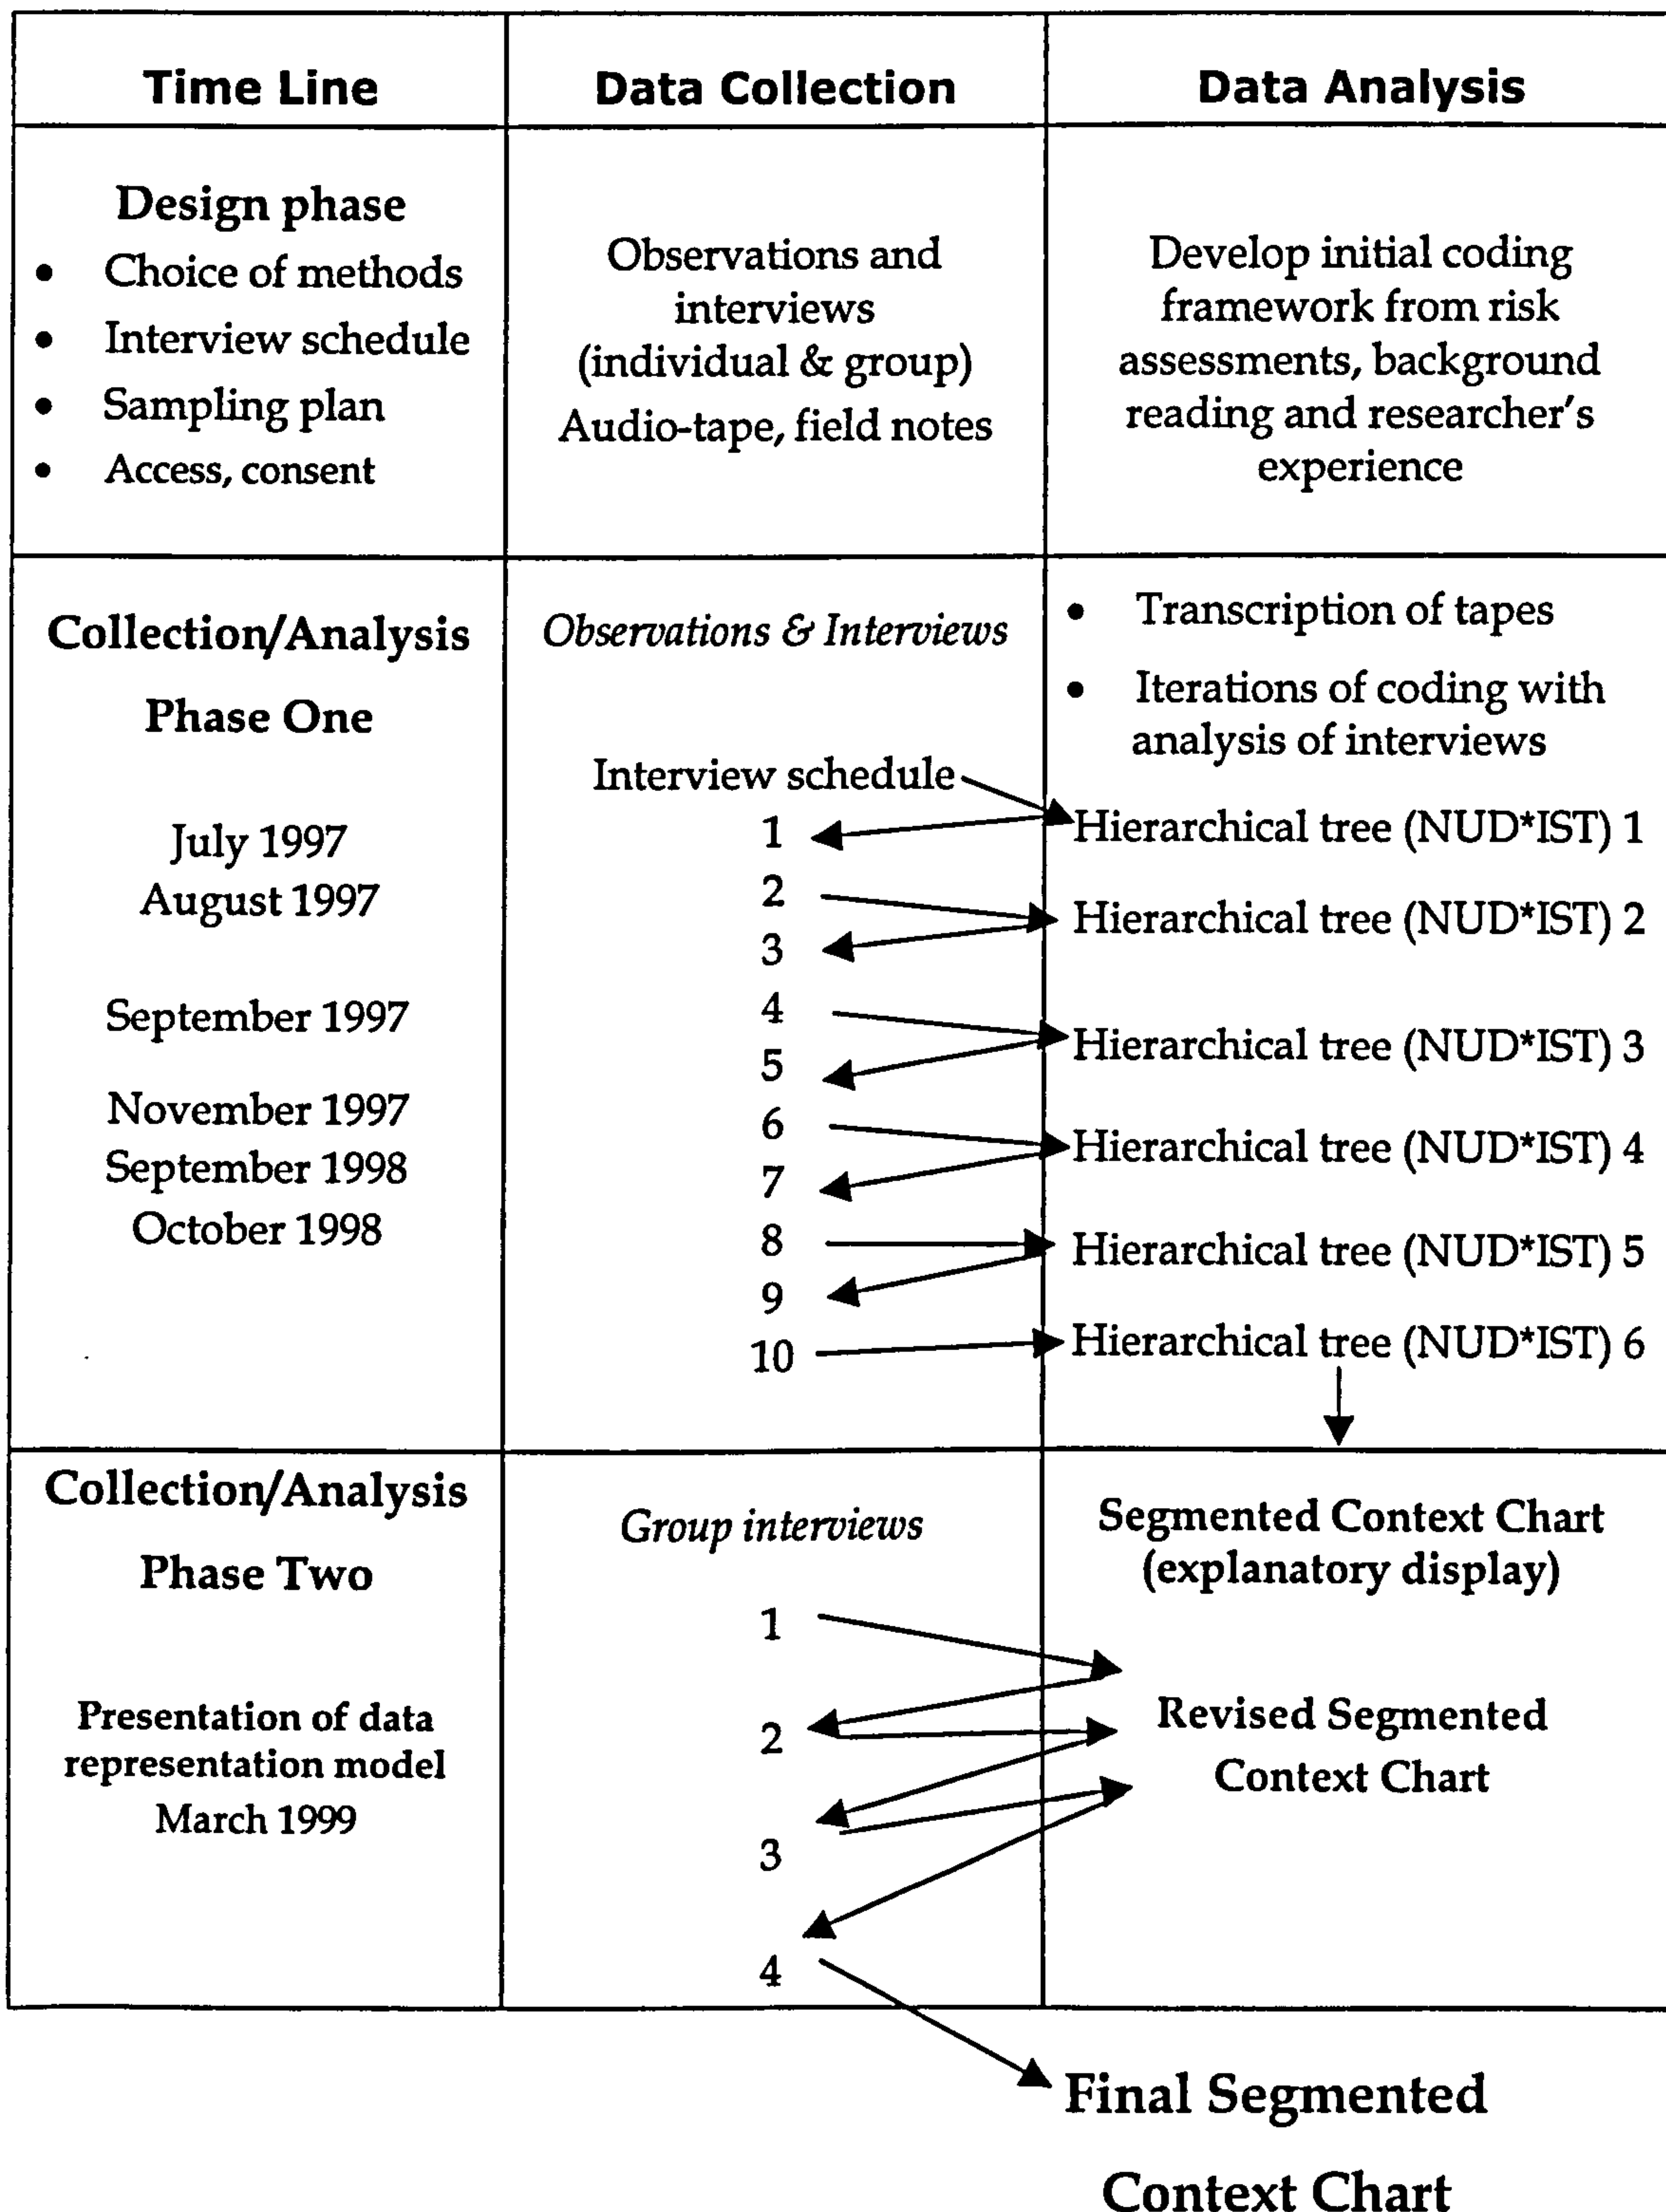 Time Line
Data Collection
Data Analysis
Design phase
• Choice of methods
• Interview schedule
• Sampling plan
• Access, consent
Observations and
interviews
(individual & group)
Audio-tape, field notes
Develop initial coding
framework from risk
assessments, background
reading and researcher's
experience
Collection/Analysis
Phase One
July 1997
August 1997
September 1997
November 1997
September 1998
October 1998
Observations & Interviews
Interview schedule
1
2
3
4
5
6
7
8
9
10
• Transcription of tapes
• Iterations of coding with
analysis of interviews
Hierarchical tree (NUD*IST) 1
Hierarchical tree (NUD*IST) 2
Hierarchical tree (NUD*IST) 3
Hierarchical tree (NUD*IST) 4
Hierarchical tree (NUD*IST) 5
Hierarchical tree (NUD*IST) 6
Collection/Analysis
Phase Two
Presentation of data
representation model
March 1999
Group interviews
1
2
3
4
Segmented Context Chart
(explanatory display)
Revised Segmented
Context Chart
Final Segmented
Context Chart